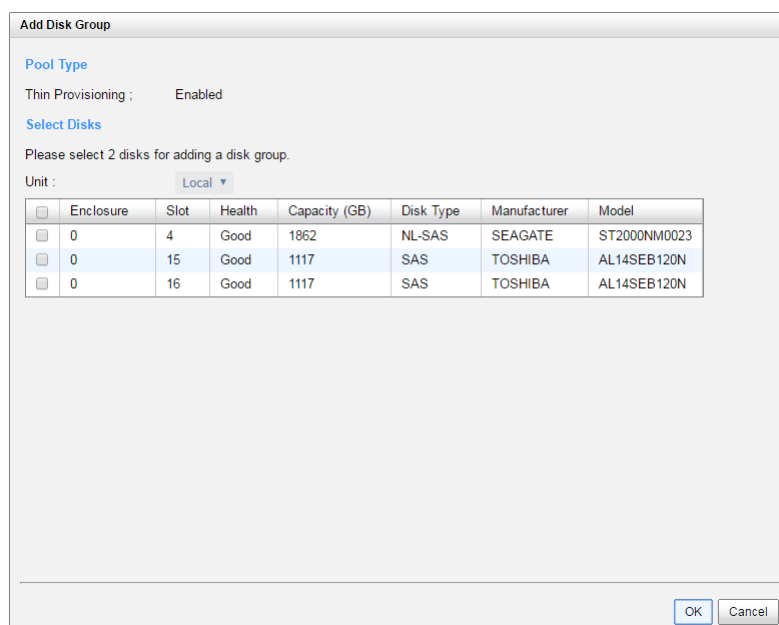 Add Disk Group
Pool Type
Thin Provisioning ; Enabled
Select Disks
Please select 2 disks for adding a disk group.
Unit : Local ▼
Enclosure Slot Health Capacity (GB) Disk Type Manufacturer Model
0 4 Good 1862 NL-SAS SEAGATE ST2000NM0023
0 15 Good 1117 SAS TOSHIBA AL14SEB120N
0 16 Good 1117 SAS TOSHIBA AL14SEB120N
OK Cancel